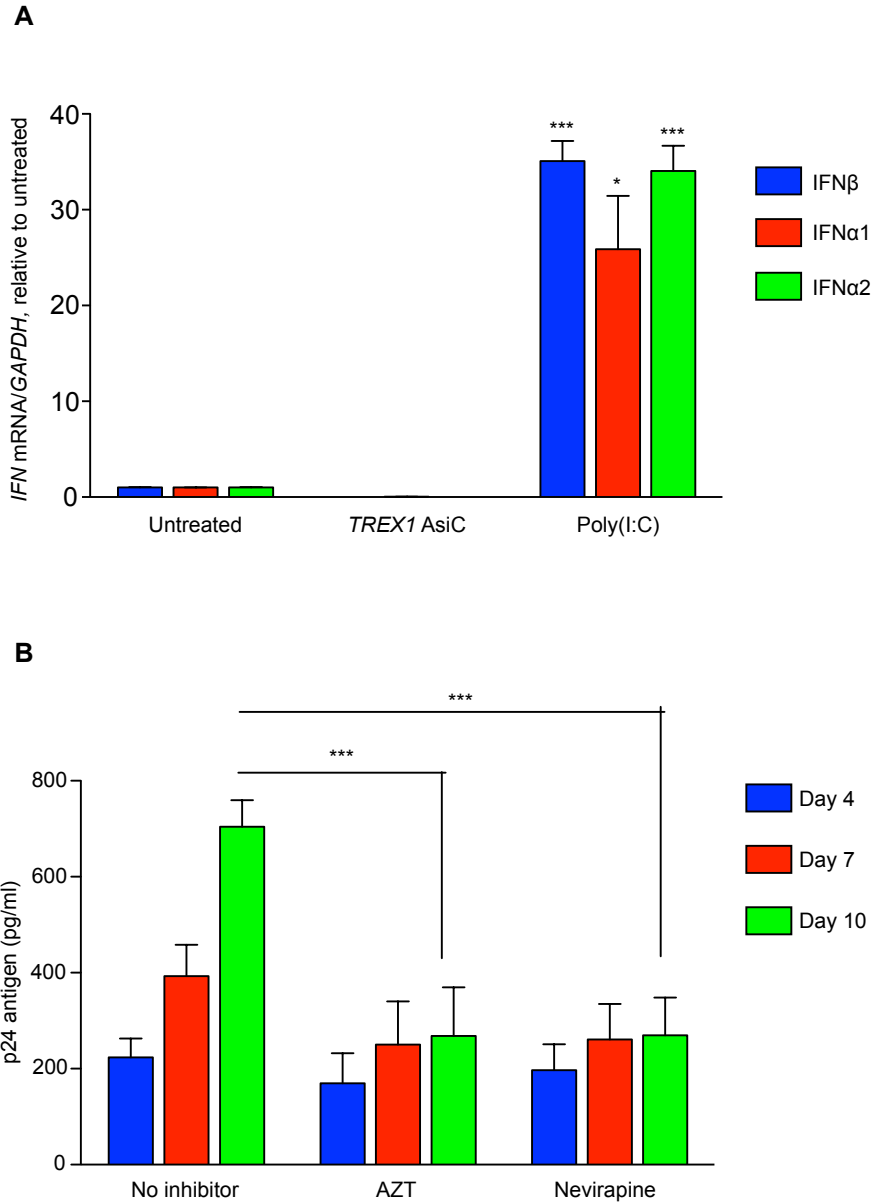 A
IFN mRNA/GAPDH, relative to untreated
40
30
20
10
0
***
*
***
Untreated
TREX1 AsiC
Poly(I:C)
IFNβ
IFNα1
IFNα2
B
p24 antigen (pg/ml)
800
600
400
200
0
***
***
No inhibitor
AZT
Nevirapine
Day 4
Day 7
Day 10